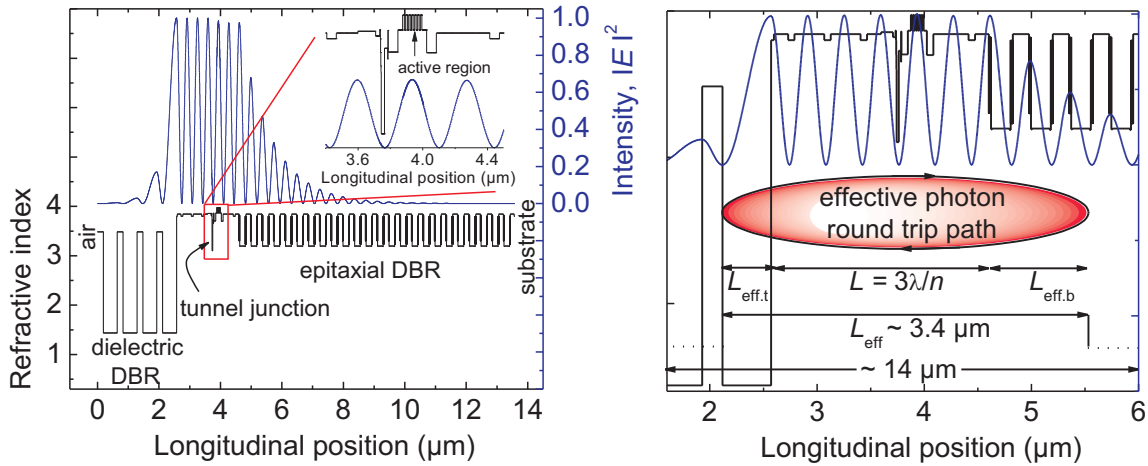 1.0
0.8
0.6
0.4
0.2
0.0
Intensity, |E|²
active region
3.6 4.0 4.4
Longitudinal position (µm)
4
3
2
1
Refractive index
air
tunnel junction
dielectric
DBR
epitaxial DBR
substrate
0 2 4 6 8 10 12 14
Longitudinal position (µm)
effective photon
round trip path
L_eff.t
L = 3λ/n
L_eff.b
L_eff ~ 3.4 µm
~ 14 µm
2 3 4 5 6
Longitudinal position (µm)